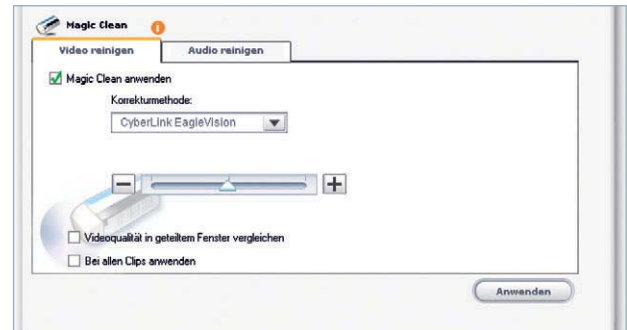 Magic Clean
Video reinigen
Audio reinigen
Magic Clean anwenden
Korrekturmethode:
CyberLink EagleVision
Videoqualität in geteiltem Fenster vergleichen
Bei allen Clips anwenden
Anwenden